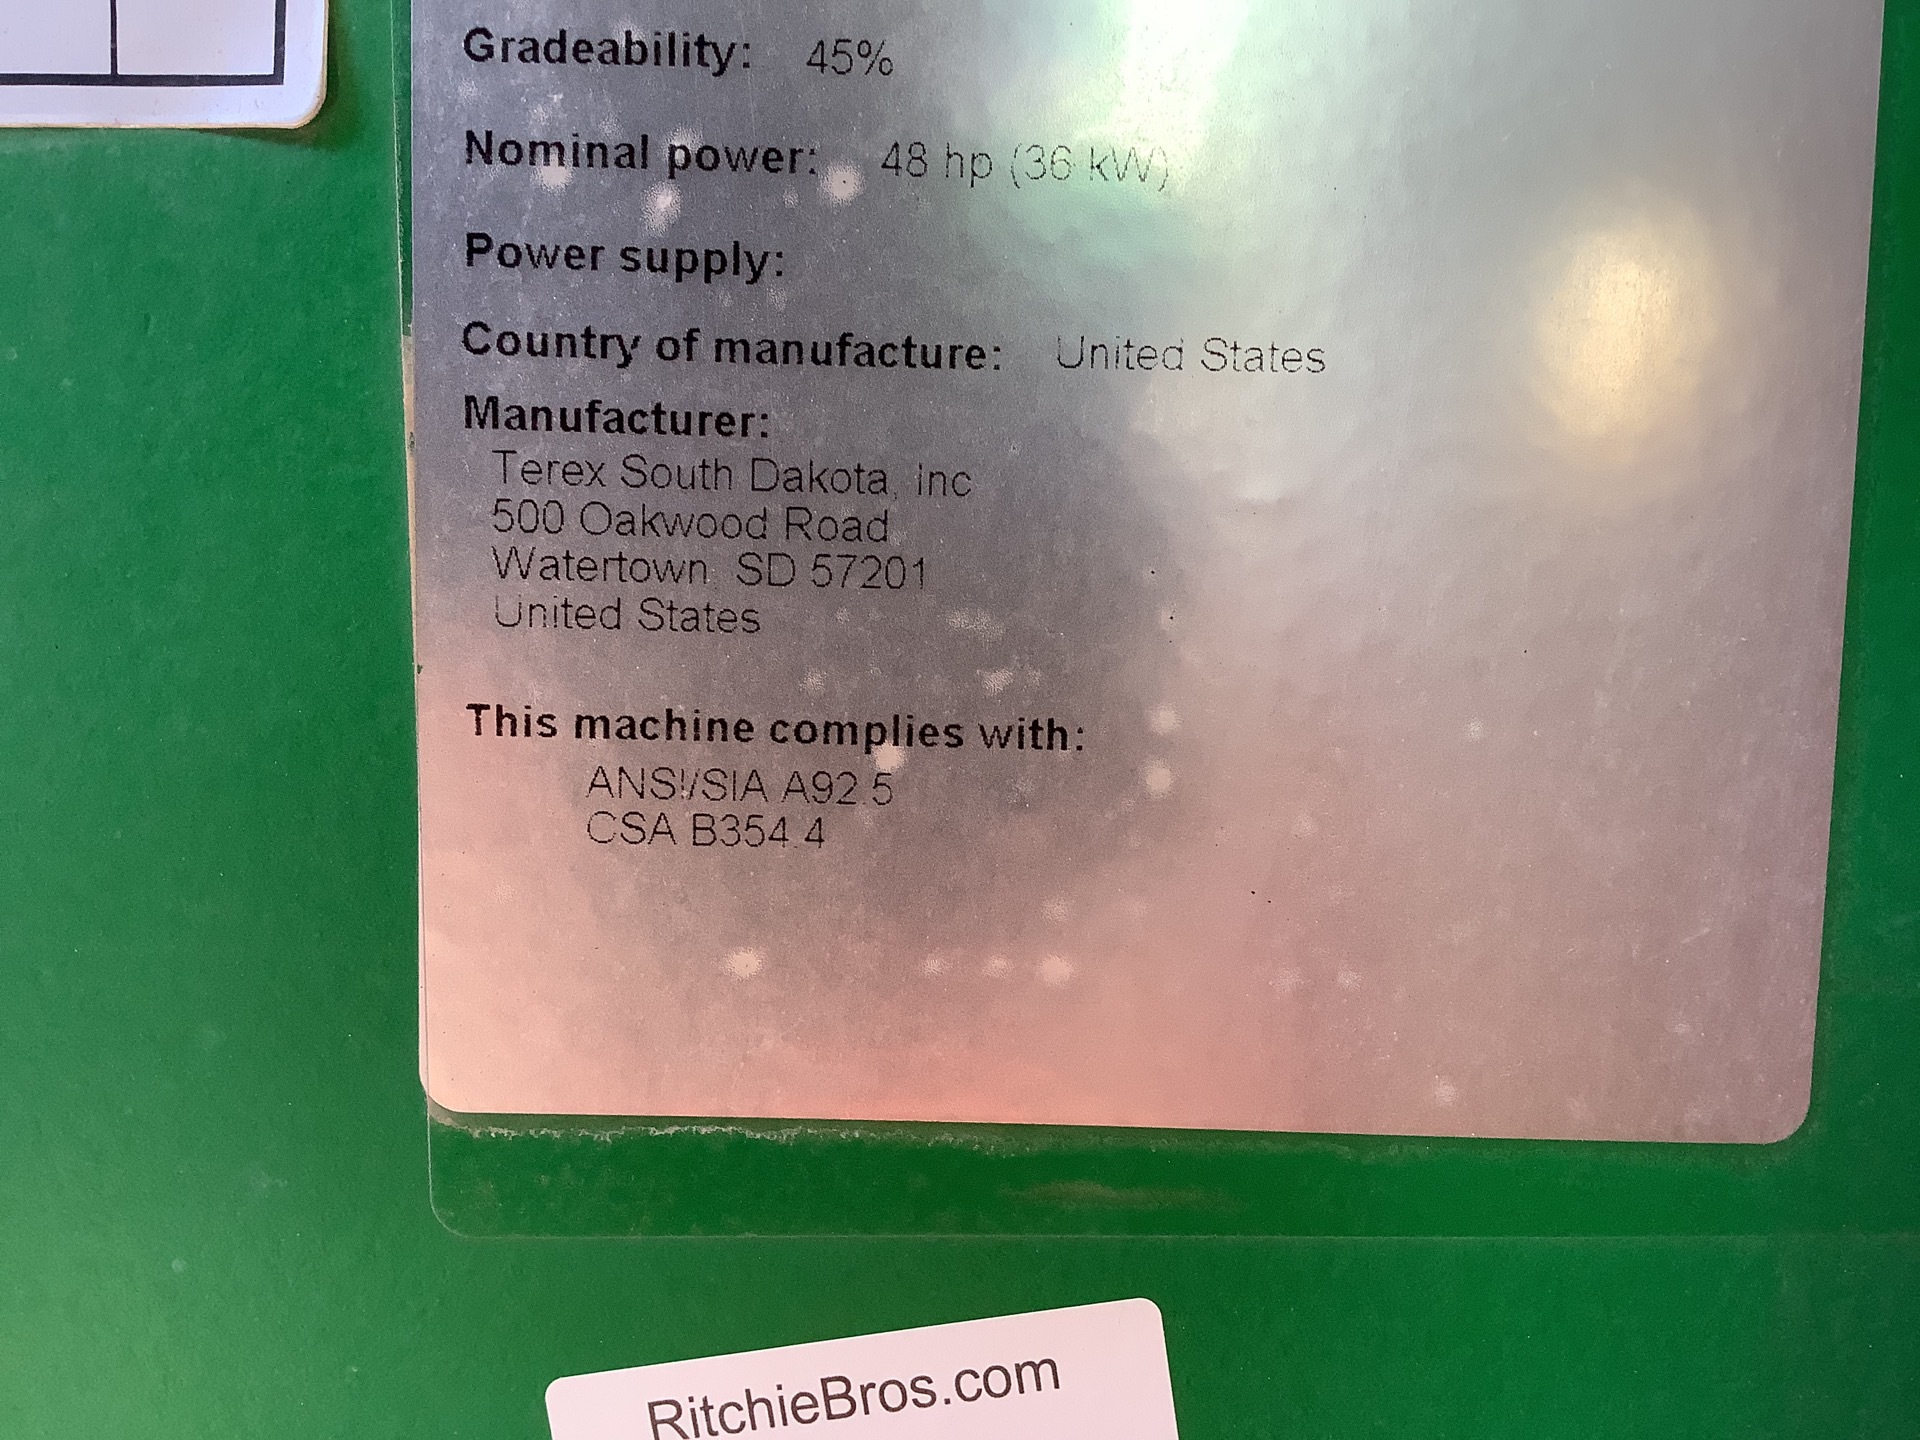 Gradeability: 45%
Nominal power: 48 hp (36 kW)
Power supply:
Country of manufacture: United States
Manufacturer:
Terex South Dakota, inc
500 Oakwood Road
Watertown SD 57201
United States
This machine complies with:
ANSI/SIA A92.5
CSA B354.4
RitchieBros.com